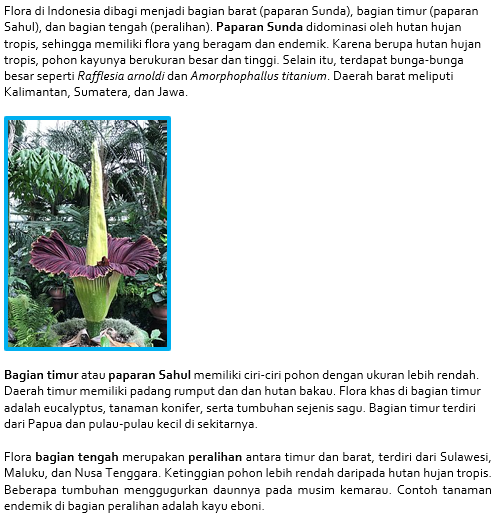 Flora di Indonesia dibagi menjadi bagian barat (paparan Sunda), bagian timur (paparan
Sahul), dan bagian tengah (peralihan). Paparan Sunda didominasi oleh hutan hujan
tropis, sehingga memiliki flora yang beragam dan endemik. Karena berupa hutan hujan
tropis, pohon kayunya berukuran besar dan tinggi. Selain itu, terdapat bunga-bunga
besar seperti Rafflesia arnoldi dan Amorphophallus titanium. Daerah barat meliputi
Kalimantan, Sumatera, dan Jawa.
Bagian timur atau paparan Sahul memiliki ciri-ciri pohon dengan ukuran lebih rendah.
Daerah timur memiliki padang rumput dan dan hutan bakau. Flora khas di bagian timur
adalah eucalyptus, tanaman konifer, serta tumbuhan sejenis sagu. Bagian timur terdiri
dari Papua dan pulau-pulau kecil di sekitarnya.
Flora bagian tengah merupakan peralihan antara timur dan barat, terdiri dari Sulawesi,
Maluku, dan Nusa Tenggara. Ketinggian pohon lebih rendah daripada hutan hujan tropis.
Beberapa tumbuhan menggugurkan daunnya pada musim kemarau. Contoh tanaman
endemik di bagian peralihan adalah kayu eboni.